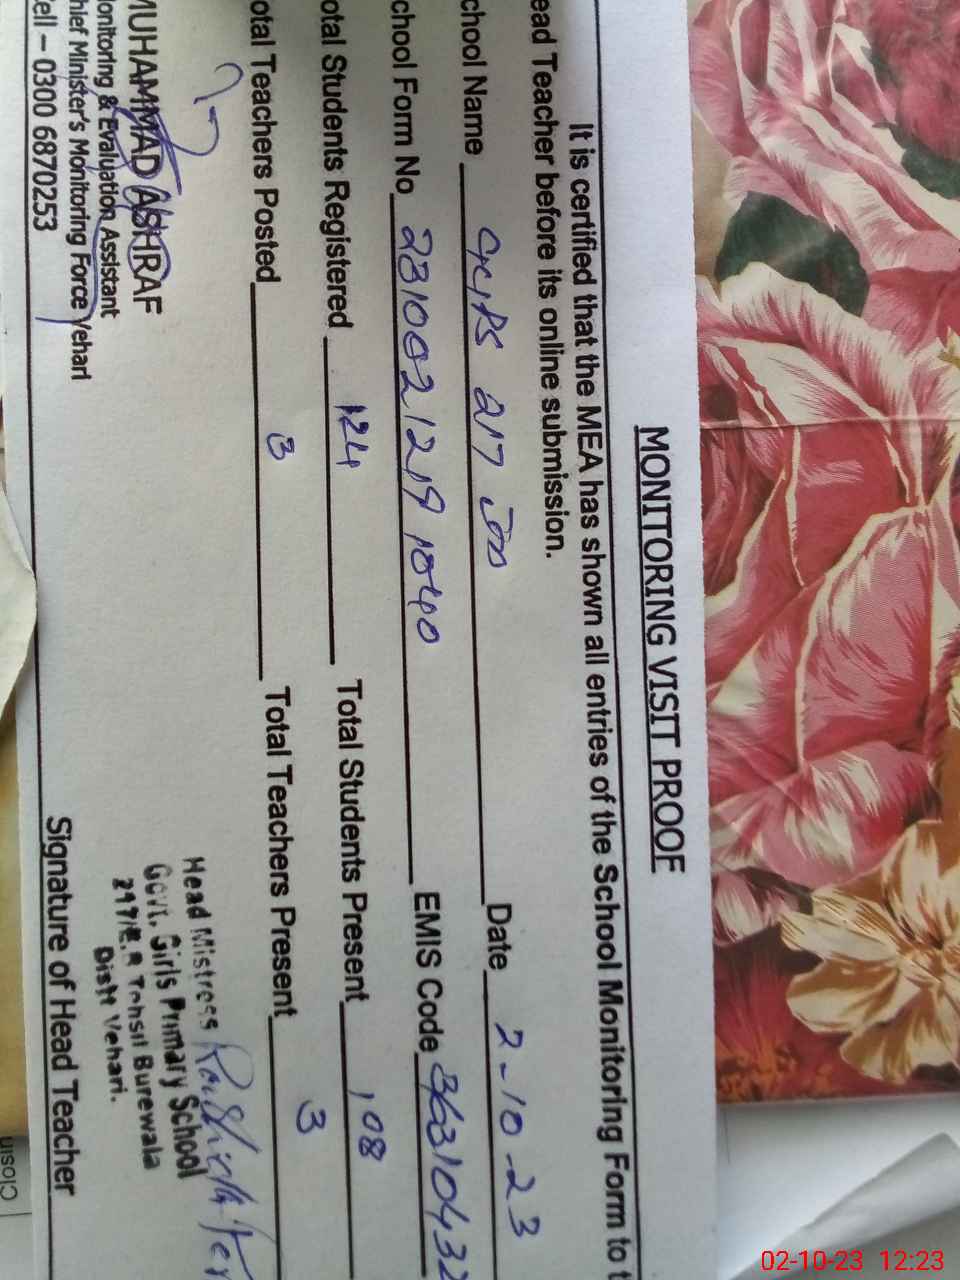 MONITORING VISIT PROOF
It is certified that the MEA has shown all entries of the School Monitoring Form to t
ead Teacher before its online submission.
chool Name GGPS 217 Date 2-10-23
chool Form No 2310021219 1040 EMIS Code 36310432
otal Students Registered 124 Total Students Present 108
otal Teachers Posted 3 Total Teachers Present 3
MUHAMMAD ASHRAF
Monitoring & Evaluation Assistant
hief Minister's Monitoring Force Vehari
Cell – 0300 6870253
Head Mistress
Govt. Girls Primary School
217/E.B Tehsil Burewala
Distt Vehari.
Signature of Head Teacher
Closin
02-10-23 12:23